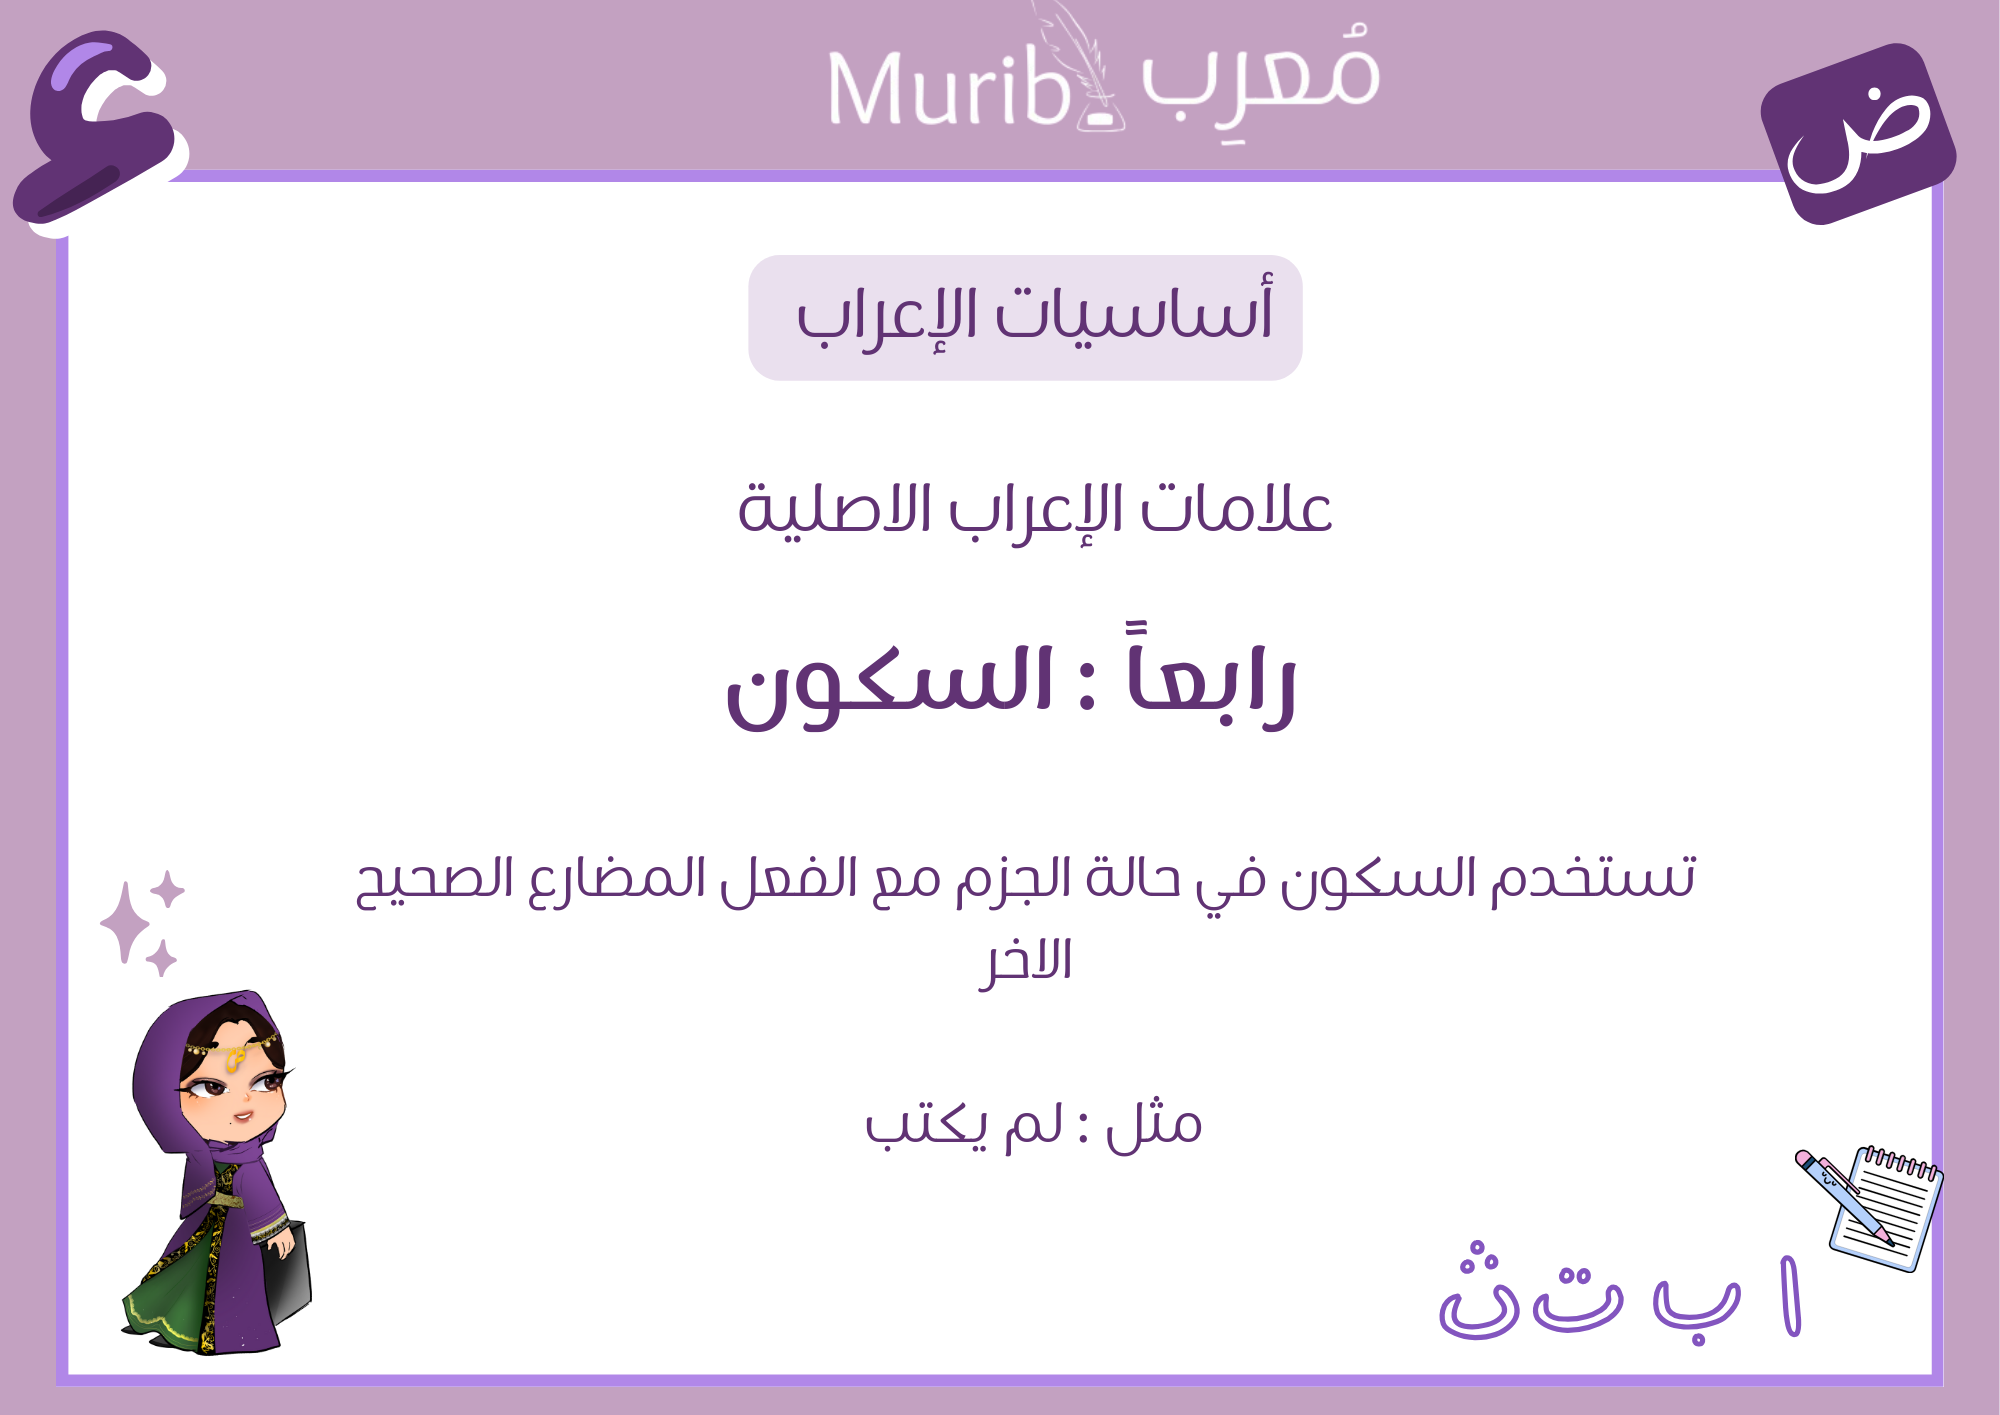 Murib مُعرِب
ض
ع
أساسيات الإعراب
علامات الإعراب الاصلية
رابعاً : السكون
تستخدم السكون في حالة الجزم مع الفعل المضارع الصحيح
الاخر
مثل : لم يكتب
ا ب ت ث